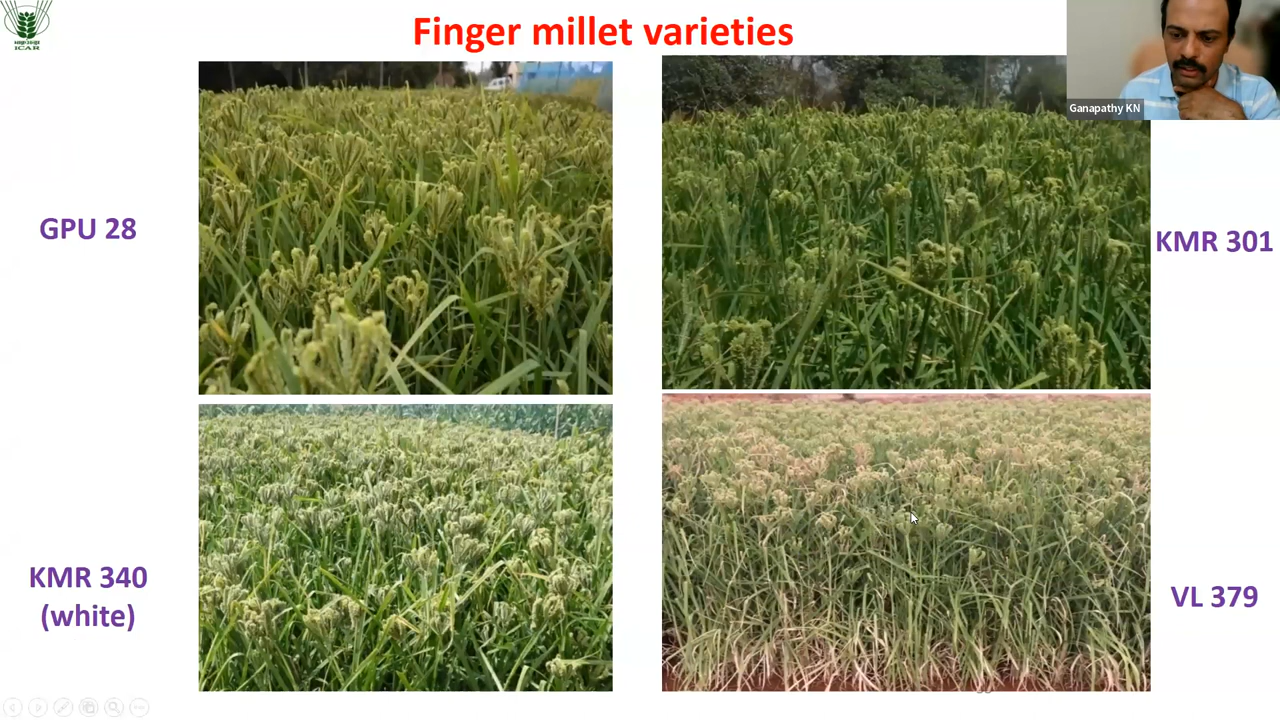 Finger millet varieties
ICAR
Ganapathy KN
GPU 28
KMR 301
KMR 340
(white)
VL 379